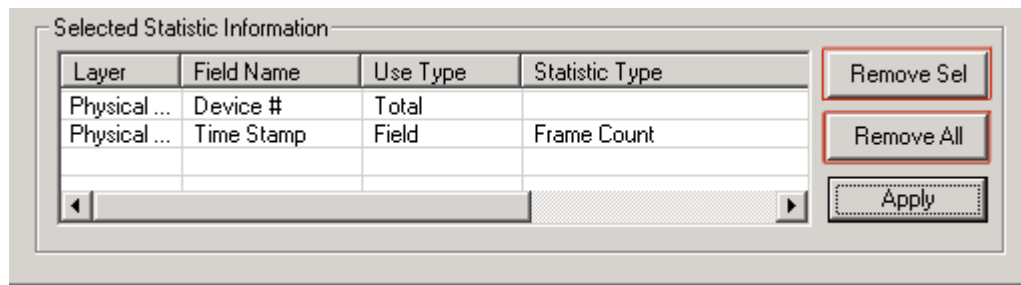 Selected Statistic Information
Layer Field Name Use Type Statistic Type
Physical ... Device # Total
Physical ... Time Stamp Field Frame Count
Remove Sel
Remove All
Apply